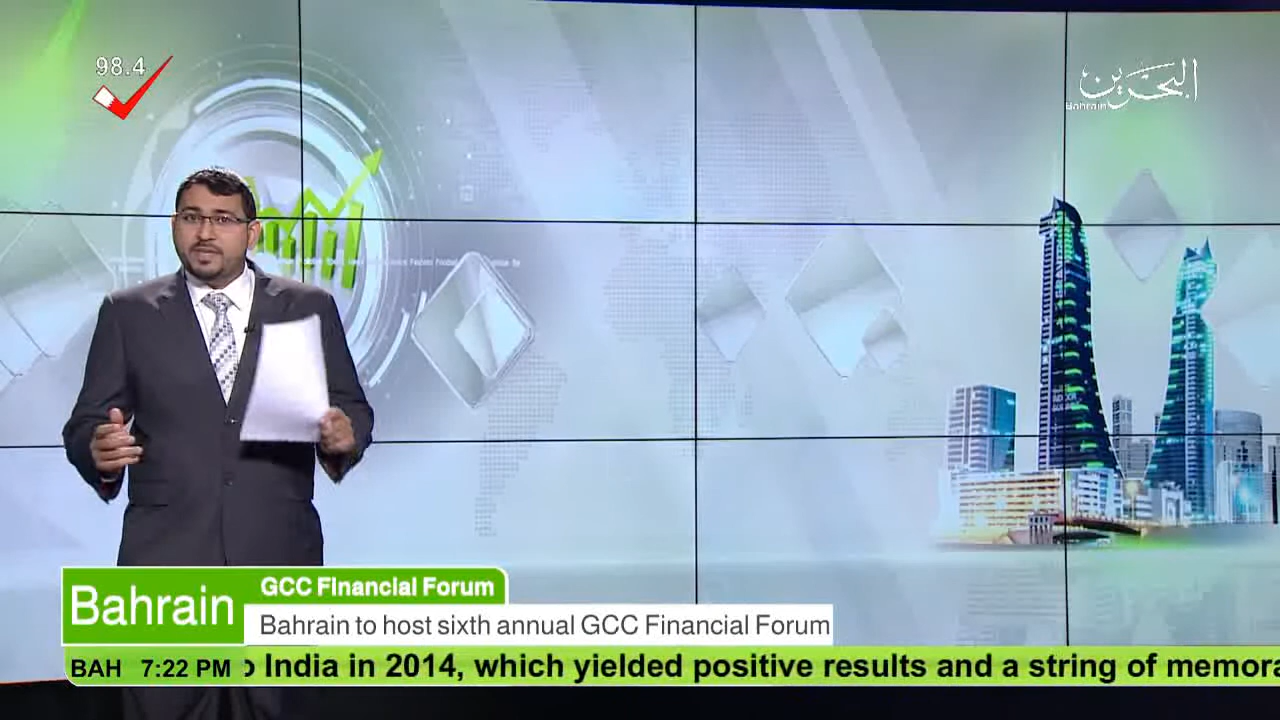 98.4
البحرين
Bahrain
GCC Financial Forum
Bahrain
Bahrain to host sixth annual GCC Financial Forum
BAH 7:22 PM o India in 2014, which yielded positive results and a string of memora